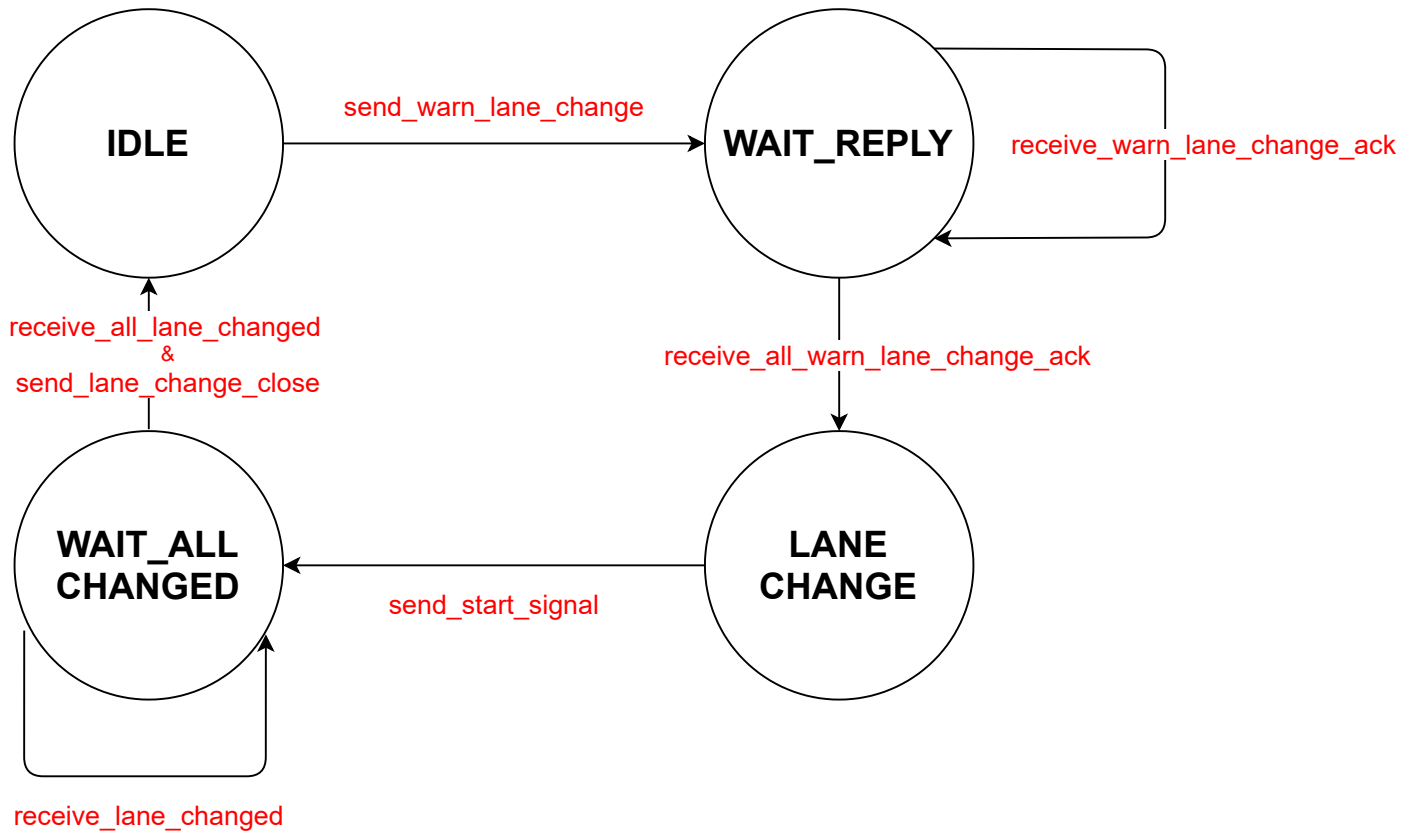 send_warn_lane_change
IDLE
WAIT_REPLY
receive_warn_lane_change_ack
receive_all_lane_changed
&
send_lane_change_close
receive_all_warn_lane_change_ack
WAIT_ALL
CHANGED
LANE
CHANGE
send_start_signal
receive_lane_changed